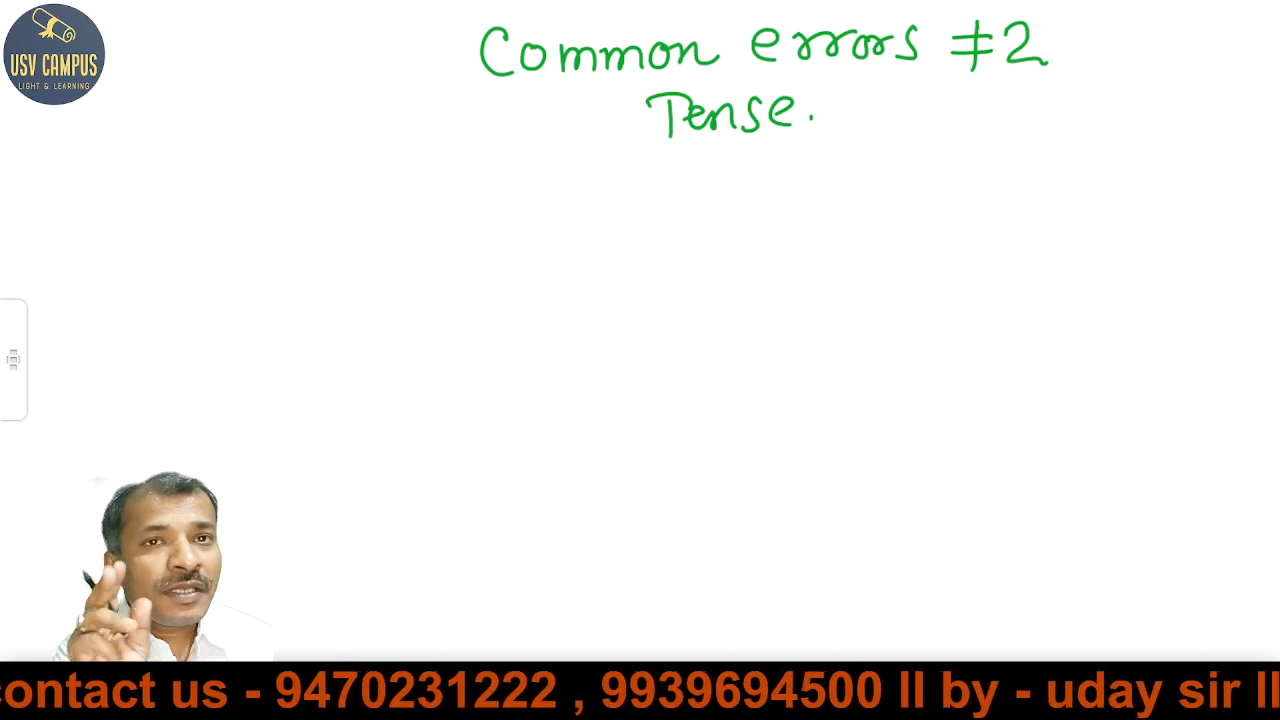 USV CAMPUS
LIGHT & LEARNING
Common errors #2
Tense.
contact us - 9470231222 , 9939694500 ll by - uday sir ll